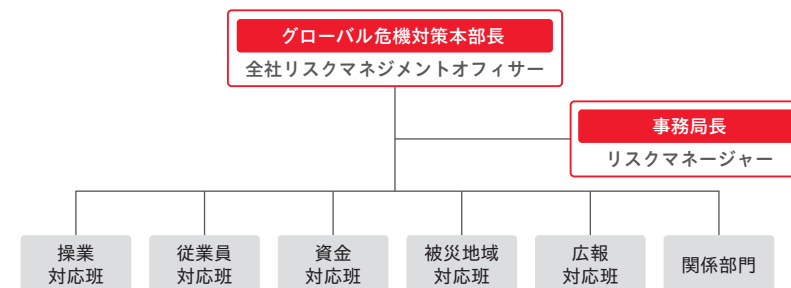 グローバル危機対策本部長
全社リスクマネジメントオフィサー
事務局長
リスクマネージャー
操業
対応班
従業員
対応班
資金
対応班
被災地域
対応班
広報
対応班
関係部門